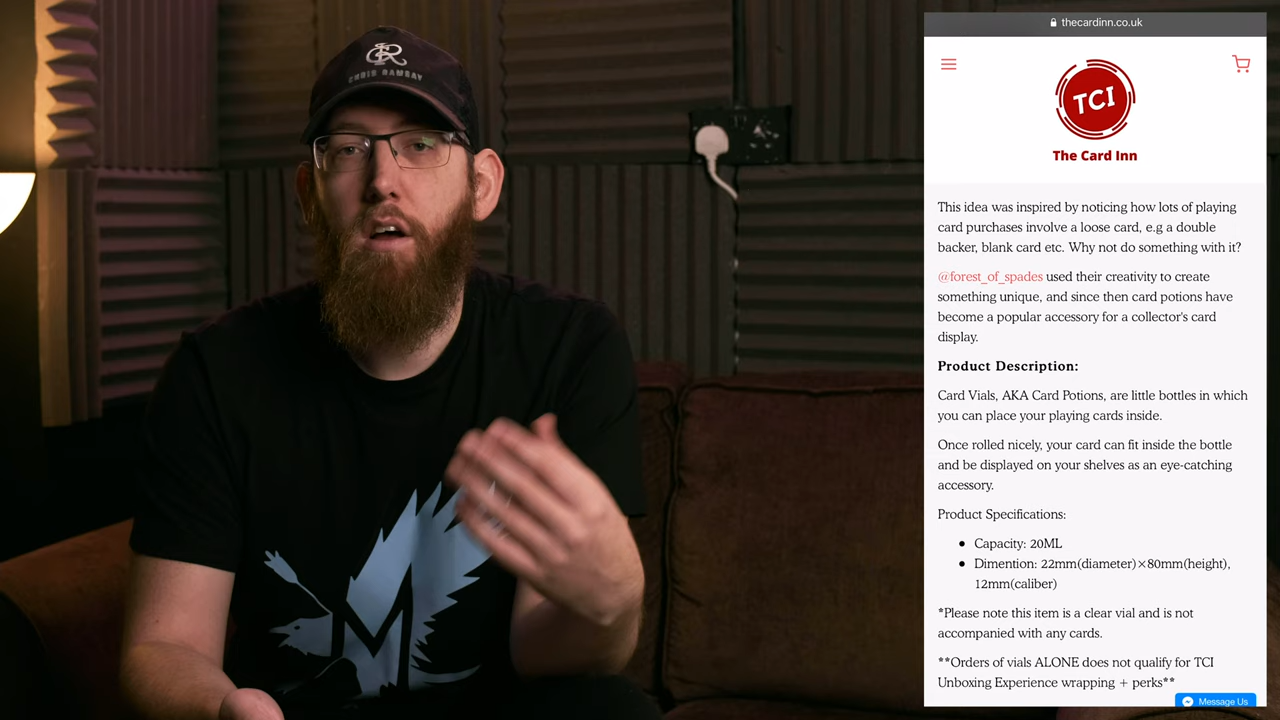 CHRIS RAMSAY
M
thecardinn.co.uk
TCI
The Card Inn
This idea was inspired by noticing how lots of playing
card purchases involve a loose card, e.g a double
backer, blank card etc. Why not do something with it?
@forest_of_spades used their creativity to create
something unique, and since then card potions have
become a popular accessory for a collector's card
display.
Product Description:
Card Vials, AKA Card Potions, are little bottles in which
you can place your playing cards inside.
Once rolled nicely, your card can fit inside the bottle
and be displayed on your shelves as an eye-catching
accessory.
Product Specifications:
● Capacity: 20ML
● Dimention: 22mm(diameter)×80mm(height),
12mm(caliber)
*Please note this item is a clear vial and is not
accompanied with any cards.
**Orders of vials ALONE does not qualify for TCI
Unboxing Experience wrapping + perks**
Message Us